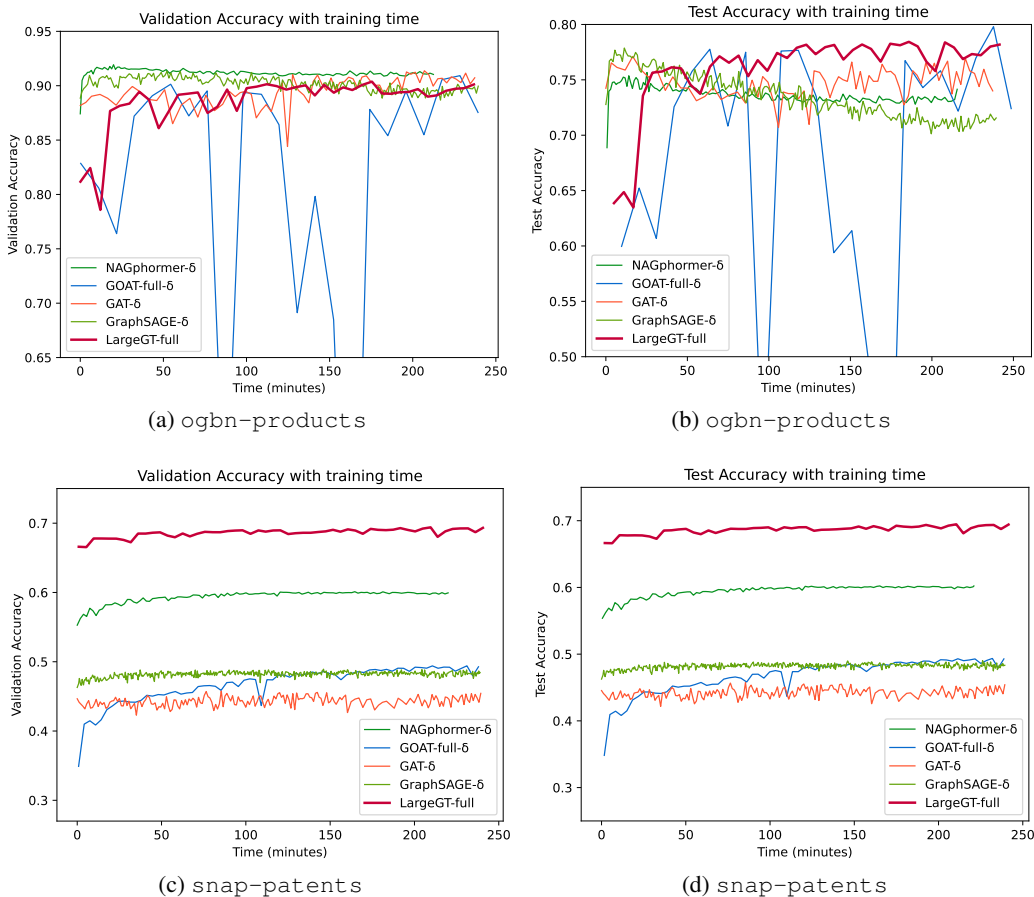 Validation Accuracy with training time
0.95
0.90
0.85
0.80
0.75
0.70
0.65
Validation Accuracy
NAGphormer-δ
GOAT-full-δ
GAT-δ
GraphSAGE-δ
LargeGT-full
0 50 100 150 200 250
Time (minutes)
(a) ogbn-products
Test Accuracy with training time
0.80
0.75
0.70
0.65
0.60
0.55
0.50
Test Accuracy
NAGphormer-δ
GOAT-full-δ
GAT-δ
GraphSAGE-δ
LargeGT-full
0 50 100 150 200 250
Time (minutes)
(b) ogbn-products
Validation Accuracy with training time
0.7
0.6
0.5
0.4
0.3
Validation Accuracy
NAGphormer-δ
GOAT-full-δ
GAT-δ
GraphSAGE-δ
LargeGT-full
0 50 100 150 200 250
Time (minutes)
(c) snap-patents
Test Accuracy with training time
0.7
0.6
0.5
0.4
0.3
Test Accuracy
NAGphormer-δ
GOAT-full-δ
GAT-δ
GraphSAGE-δ
LargeGT-full
0 50 100 150 200 250
Time (minutes)
(d) snap-patents